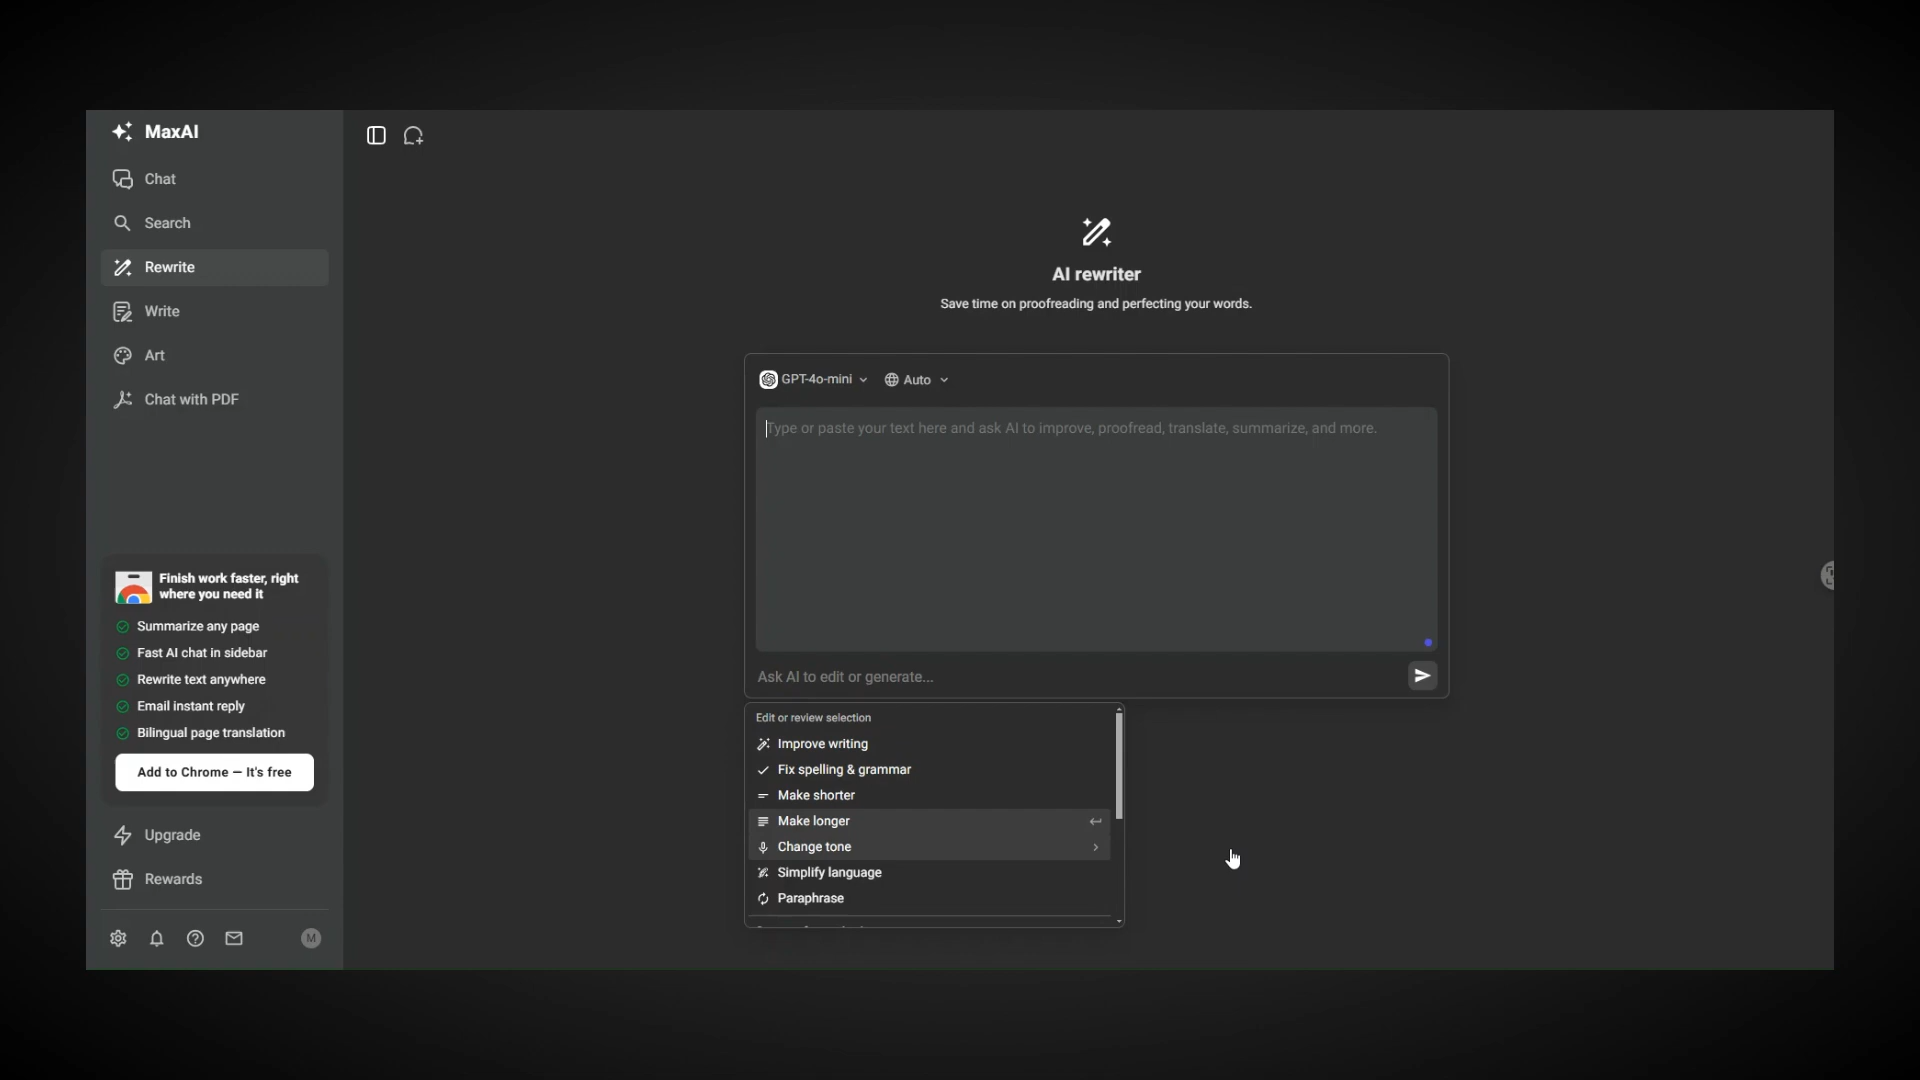 MaxAI
Chat
Search
Rewrite
Write
Art
Chat with PDF
Finish work faster, right
where you need it
Summarize any page
Fast AI chat in sidebar
Rewrite text anywhere
Email instant reply
Bilingual page translation
Add to Chrome – It's free
Upgrade
Rewards
M
AI rewriter
Save time on proofreading and perfecting your words.
GPT-4o-mini
Auto
Type or paste your text here and ask AI to improve, proofread, translate, summarize, and more.
Ask AI to edit or generate...
Edit or review selection
Improve writing
Fix spelling & grammar
Make shorter
Make longer
Change tone
Simplify language
Paraphrase